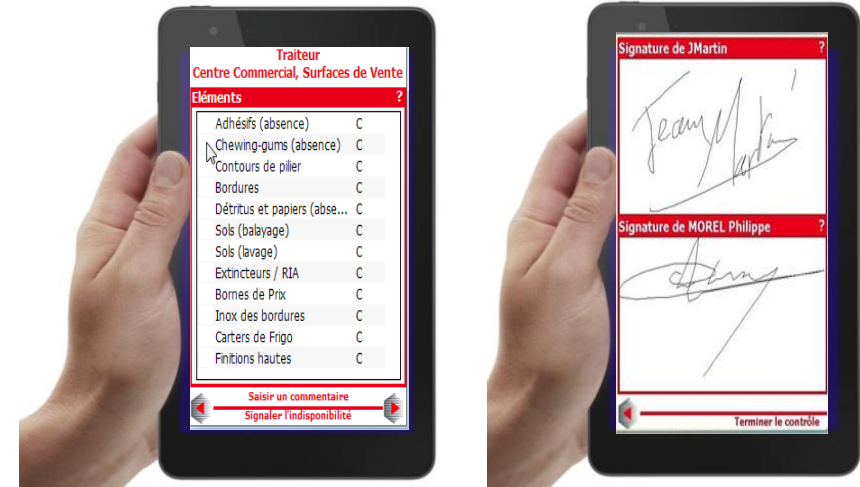 Traiteur
Centre Commercial, Surfaces de Vente
Eléments ?
Adhésifs (absence) C
Chewing-gums (absence) C
Contours de pilier C
Bordures C
Détritus et papiers (abse... C
Sols (balayage) C
Sols (lavage) C
Extincteurs / RIA C
Bornes de Prix C
Inox des bordures C
Carters de Frigo C
Finitions hautes C
Saisir un commentaire
Signaler l'indisponibilité
Signature de JMartin ?
Jean Martin
Signature de MOREL Philippe ?
Terminer le contrôle